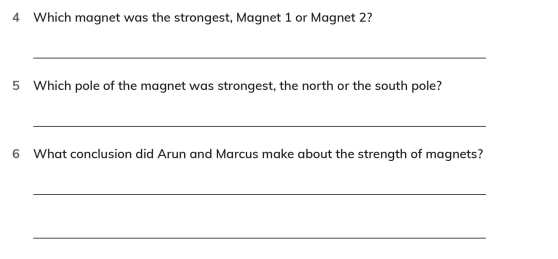 4 Which magnet was the strongest, Magnet 1 or Magnet 2?
5 Which pole of the magnet was strongest, the north or the south pole?
6 What conclusion did Arun and Marcus make about the strength of magnets?